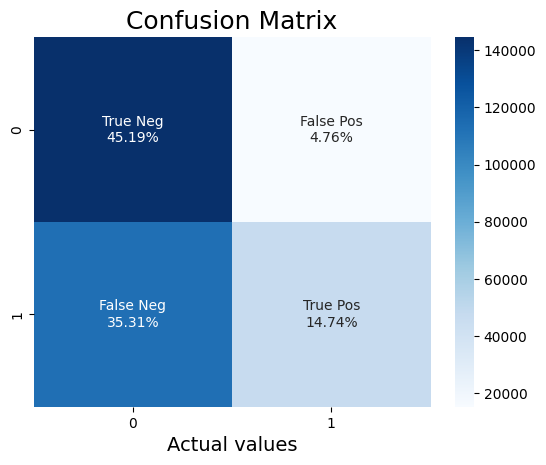 Confusion Matrix
0
True Neg
45.19%
False Pos
4.76%
1
False Neg
35.31%
True Pos
14.74%
0
1
Actual values
140000
120000
100000
80000
60000
40000
20000